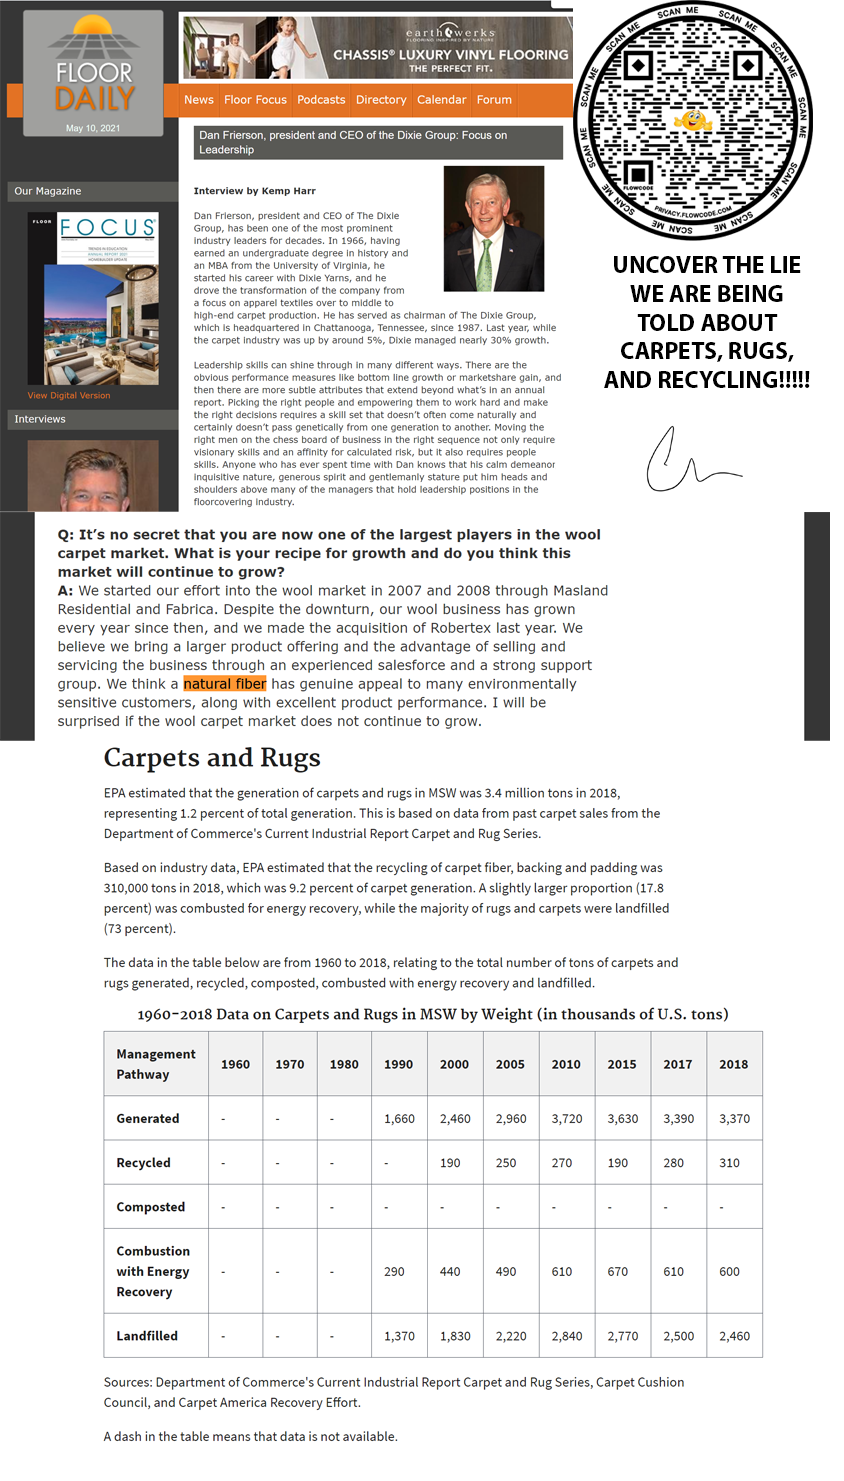 FLOOR
DAILY
May 10, 2021
earthwerks
FLOORING INSPIRED BY NATURE
CHASSIS® LUXURY VINYL FLOORING
THE PERFECT FIT.
News Floor Focus Podcasts Directory Calendar Forum
Our Magazine
FLOOR
FOCUS
TRENDS IN EDUCATION
ANNUAL REPORT 2021
HOMEBUILDER UPDATE
View Digital Version
Interviews
Dan Frierson, president and CEO of the Dixie Group: Focus on
Leadership
Interview by Kemp Harr
Dan Frierson, president and CEO of The Dixie
Group, has been one of the most prominent
industry leaders for decades. In 1966, having
earned an undergraduate degree in history and
an MBA from the University of Virginia, he
started his career with Dixie Yarns, and he
drove the transformation of the company from
a focus on apparel textiles over to middle to
high-end carpet production. He has served as chairman of The Dixie Group,
which is headquartered in Chattanooga, Tennessee, since 1987. Last year, while
the carpet industry was up by around 5%, Dixie managed nearly 30% growth.
Leadership skills can shine through in many different ways. There are the
obvious performance measures like bottom line growth or marketshare gain, and
then there are more subtle attributes that extend beyond what's in an annual
report. Picking the right people and empowering them to work hard and make
the right decisions requires a skill set that doesn't often come naturally and
certainly doesn't pass genetically from one generation to another. Moving the
right men on the chess board of business in the right sequence not only require
visionary skills and an affinity for calculated risk, but it also requires people
skills. Anyone who has ever spent time with Dan knows that his calm demeanor
inquisitive nature, generous spirit and gentlemanly stature put him heads and
shoulders above many of the managers that hold leadership positions in the
floorcovering industry.
SCAN ME SCAN ME SCAN ME SCAN ME SCAN ME SCAN ME SCAN ME SCAN ME SCAN ME SCAN ME
FLOWCODE
PRIVACY.FLOWCODE.COM
UNCOVER THE LIE
WE ARE BEING
TOLD ABOUT
CARPETS, RUGS,
AND RECYCLING!!!!!
Q: It's no secret that you are now one of the largest players in the wool
carpet market. What is your recipe for growth and do you think this
market will continue to grow?
A: We started our effort into the wool market in 2007 and 2008 through Masland
Residential and Fabrica. Despite the downturn, our wool business has grown
every year since then, and we made the acquisition of Robertex last year. We
believe we bring a larger product offering and the advantage of selling and
servicing the business through an experienced salesforce and a strong support
group. We think a natural fiber has genuine appeal to many environmentally
sensitive customers, along with excellent product performance. I will be
surprised if the wool carpet market does not continue to grow.
Carpets and Rugs
EPA estimated that the generation of carpets and rugs in MSW was 3.4 million tons in 2018,
representing 1.2 percent of total generation. This is based on data from past carpet sales from the
Department of Commerce's Current Industrial Report Carpet and Rug Series.
Based on industry data, EPA estimated that the recycling of carpet fiber, backing and padding was
310,000 tons in 2018, which was 9.2 percent of carpet generation. A slightly larger proportion (17.8
percent) was combusted for energy recovery, while the majority of rugs and carpets were landfilled
(73 percent).
The data in the table below are from 1960 to 2018, relating to the total number of tons of carpets and
rugs generated, recycled, composted, combusted with energy recovery and landfilled.
1960-2018 Data on Carpets and Rugs in MSW by Weight (in thousands of U.S. tons)
Management
Pathway 1960 1970 1980 1990 2000 2005 2010 2015 2017 2018
Generated - - - 1,660 2,460 2,960 3,720 3,630 3,390 3,370
Recycled - - - - 190 250 270 190 280 310
Composted - - - - - - - - - -
Combustion
with Energy - - - 290 440 490 610 670 610 600
Recovery
Landfilled - - - 1,370 1,830 2,220 2,840 2,770 2,500 2,460
Sources: Department of Commerce's Current Industrial Report Carpet and Rug Series, Carpet Cushion
Council, and Carpet America Recovery Effort.
A dash in the table means that data is not available.